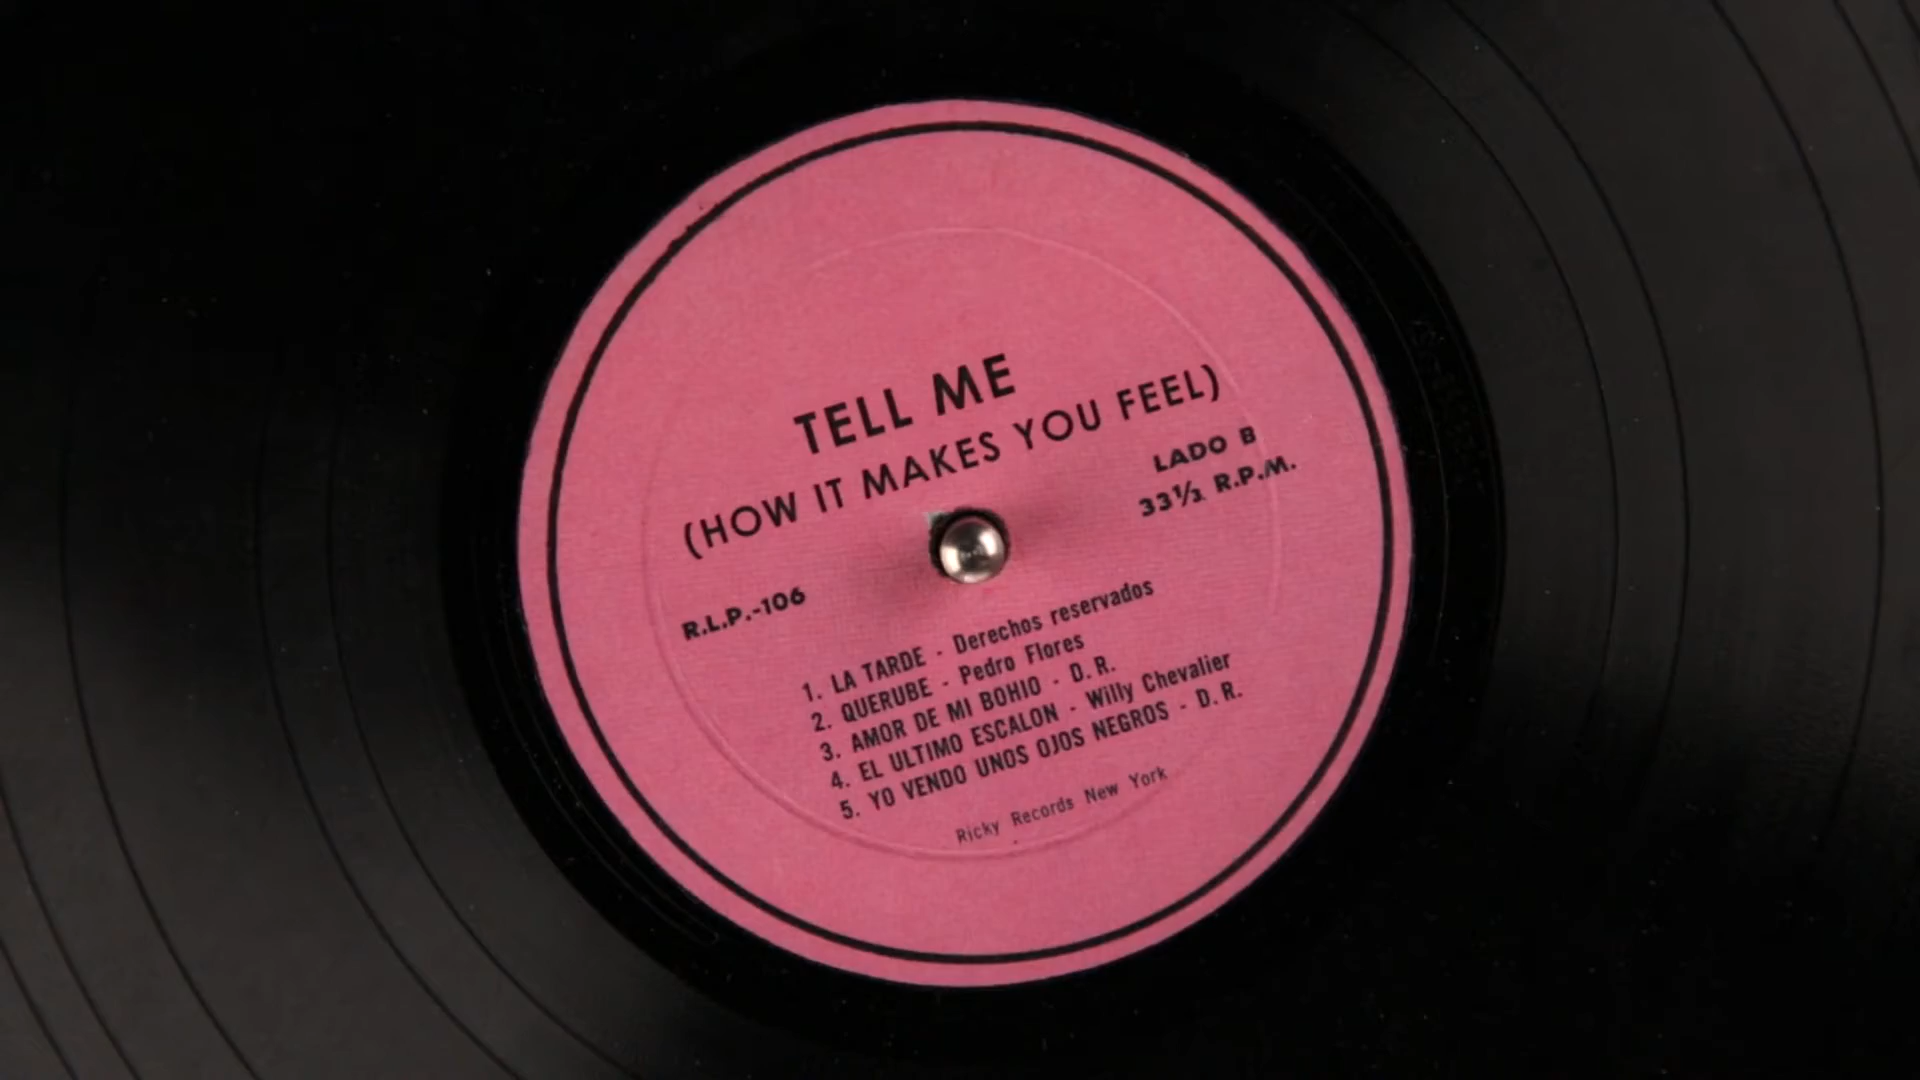 TELL ME
(HOW IT MAKES YOU FEEL)
LADO B
33⅓ R.P.M.
R.L.P.-106
1. LA TARDE - Derechos reservados
2. QUERUBE - Pedro Flores
3. AMOR DE MI BOHIO - D. R.
4. EL ULTIMO ESCALON - Willy Chevalier
5. YO VENDO UNOS OJOS NEGROS - D. R.
Ricky Records New York